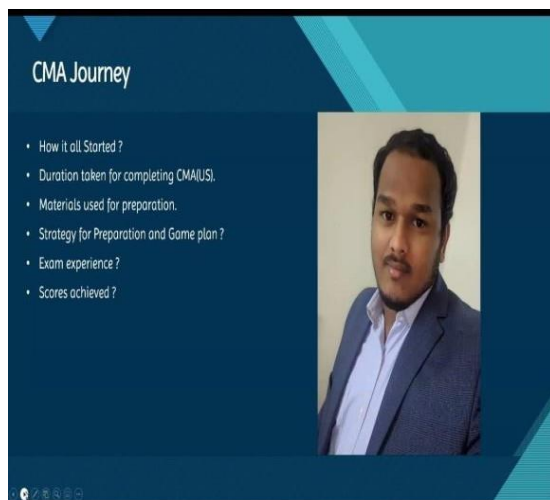 CMA Journey
• How it all Started ?
• Duration taken for completing CMA(US).
• Materials used for preparation.
• Strategy for Preparation and Game plan ?
• Exam experience ?
• Scores achieved ?